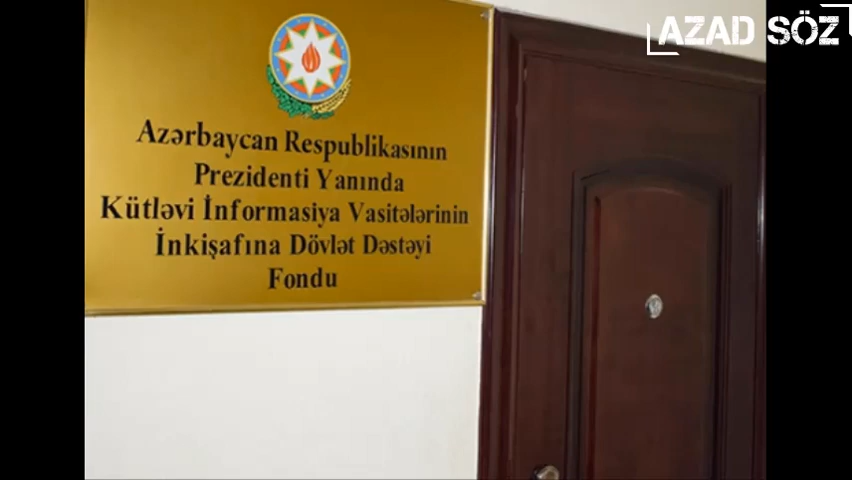 AZAD SÖZ
Azərbaycan Respublikasının
Prezidenti Yanında
Kütləvi İnformasiya Vasitələrinin
İnkişafına Dövlət Dəstəyi
Fondu